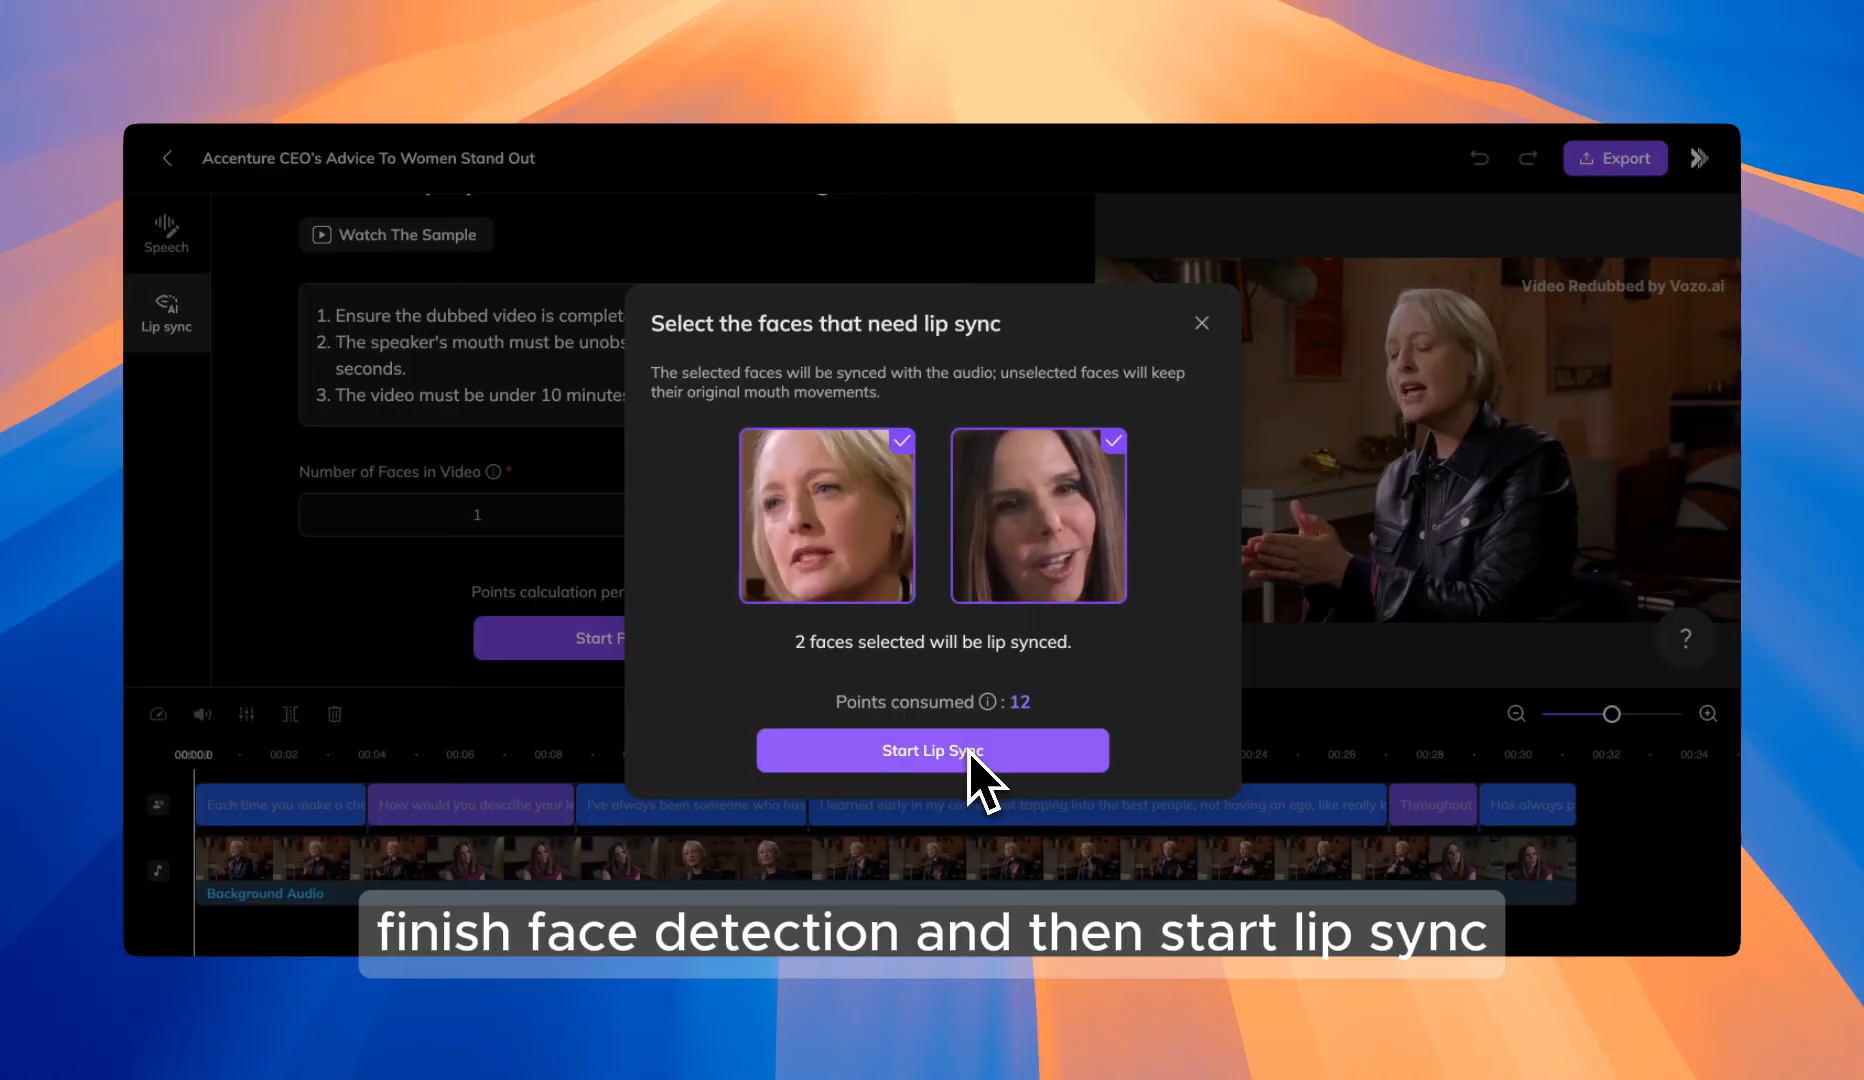 Accenture CEO's Advice To Women Stand Out
Export
Speech
Lip sync
Watch The Sample
1. Ensure the dubbed video is complet
2. The speaker's mouth must be unobs
seconds.
3. The video must be under 10 minute
Number of Faces in Video *
1
Points calculation per
Start F
Select the faces that need lip sync
The selected faces will be synced with the audio; unselected faces will keep
their original mouth movements.
2 faces selected will be lip synced.
Points consumed : 12
Start Lip Sync
Video Redubbed by Vozo.ai
?
00:02 00:04 00:06 00:08 00:24 00:26 00:28 00:30 00:32 00:34
Each time you make a ch
How would you describe your
I've always been someone who has
I learned early in my tapping into the best people, not having an ego, like really
Throughout
Has always
Background Audio
finish face detection and then start lip sync